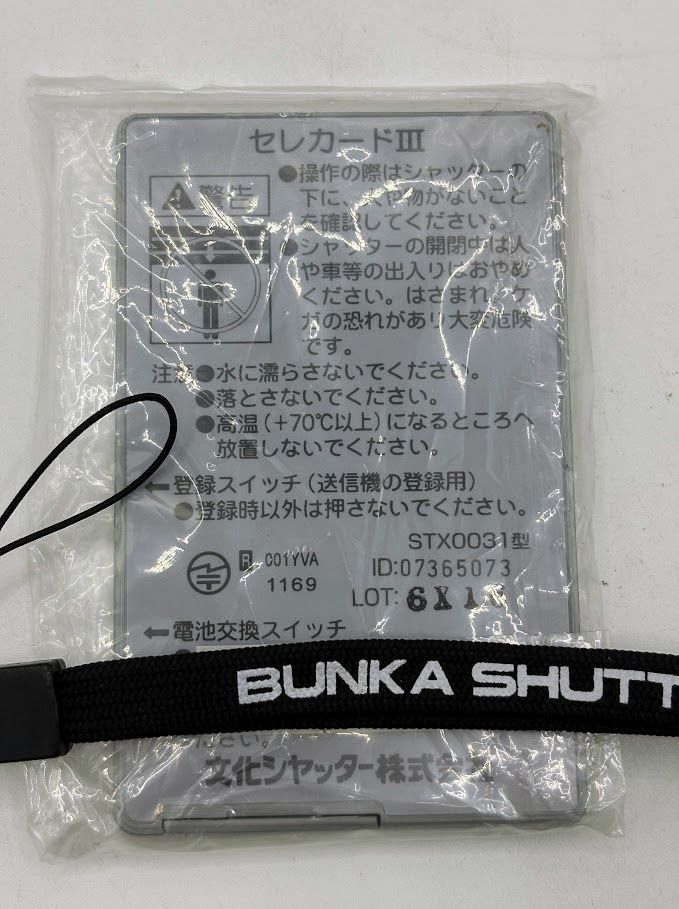 セレカードⅢ
⚠警告
●操作の際はシャッターの
下に、人や物がないこと
を確認してください。
●シャッターの開閉中は人
や車等の出入りはおやめ
ください。はさまれ、ケ
ガの恐れがあり大変危険
です。
注意●水に濡らさないでください。
●落とさないでください。
●高温(+70℃以上)になるところへ
放置しないでください。
←登録スイッチ(送信機の登録用)
●登録時以外は押さないでください。
STX0031型
R 001YVA
1169
ID:07365073
LOT: 6X
←電池交換スイッチ
BUNKA SHUTT
ださい。
文化シヤッター株式会社